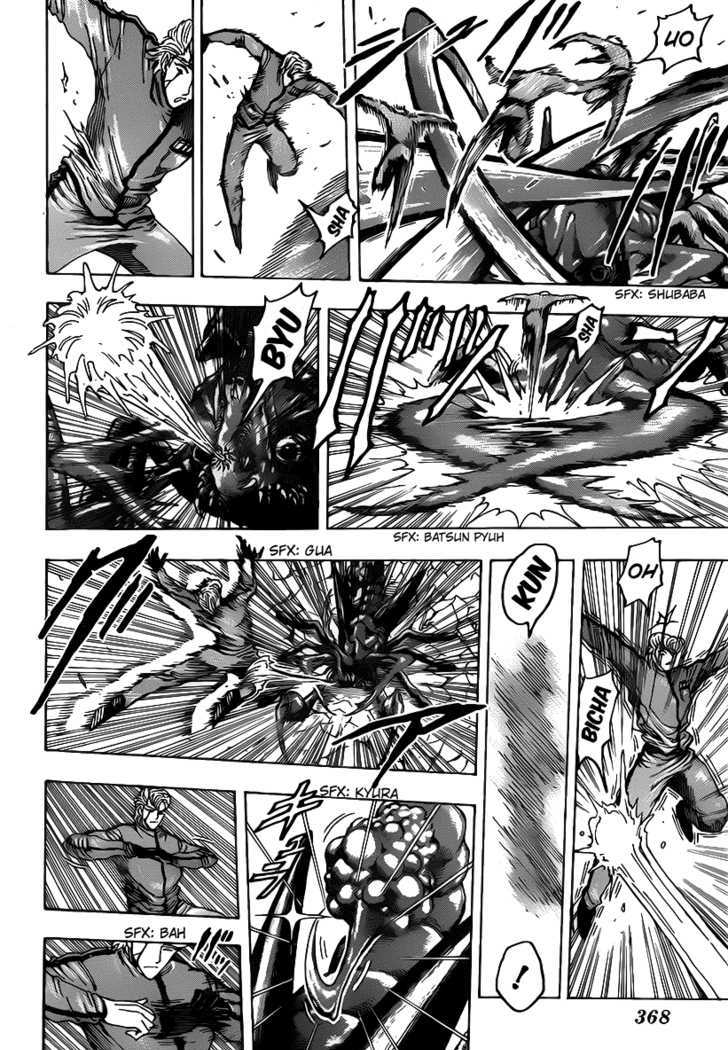 UO
SHA
SFX: SHUBABA
SHA
BYU
SFX: BATSUN PYUH
OH
BICHA
KUN
!
SFX: GUA
SFX: KYURA
キ
SFX: BAH
368